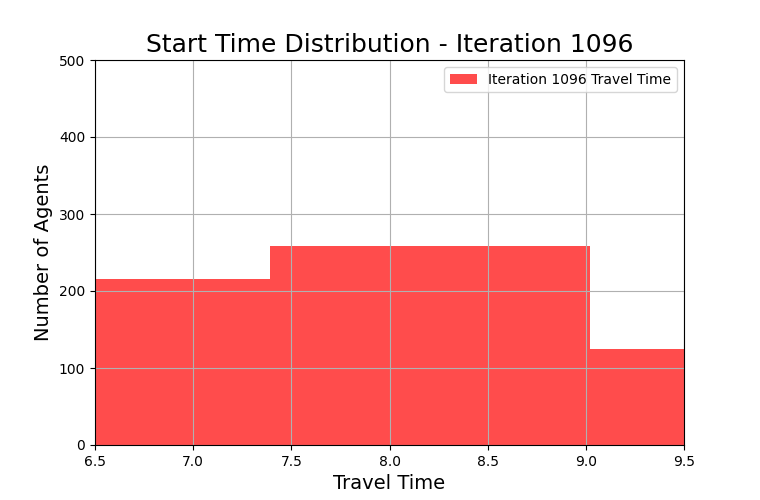 Start Time Distribution - Iteration 1096
Iteration 1096 Travel Time
Number of Agents
500
400
300
200
100
0
6.5 7.0 7.5 8.0 8.5 9.0 9.5
Travel Time